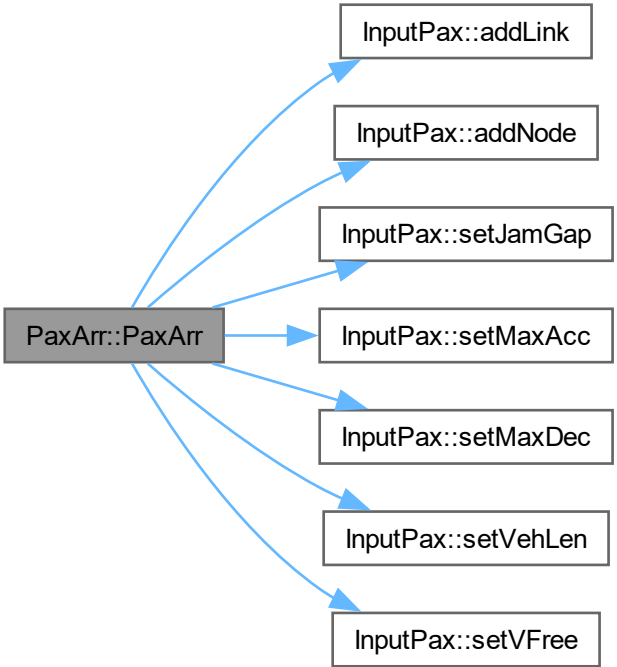 InputPax::addLink
InputPax::addNode
InputPax::setJamGap
PaxArr::PaxArr
InputPax::setMaxAcc
InputPax::setMaxDec
InputPax::setVehLen
InputPax::setVFree